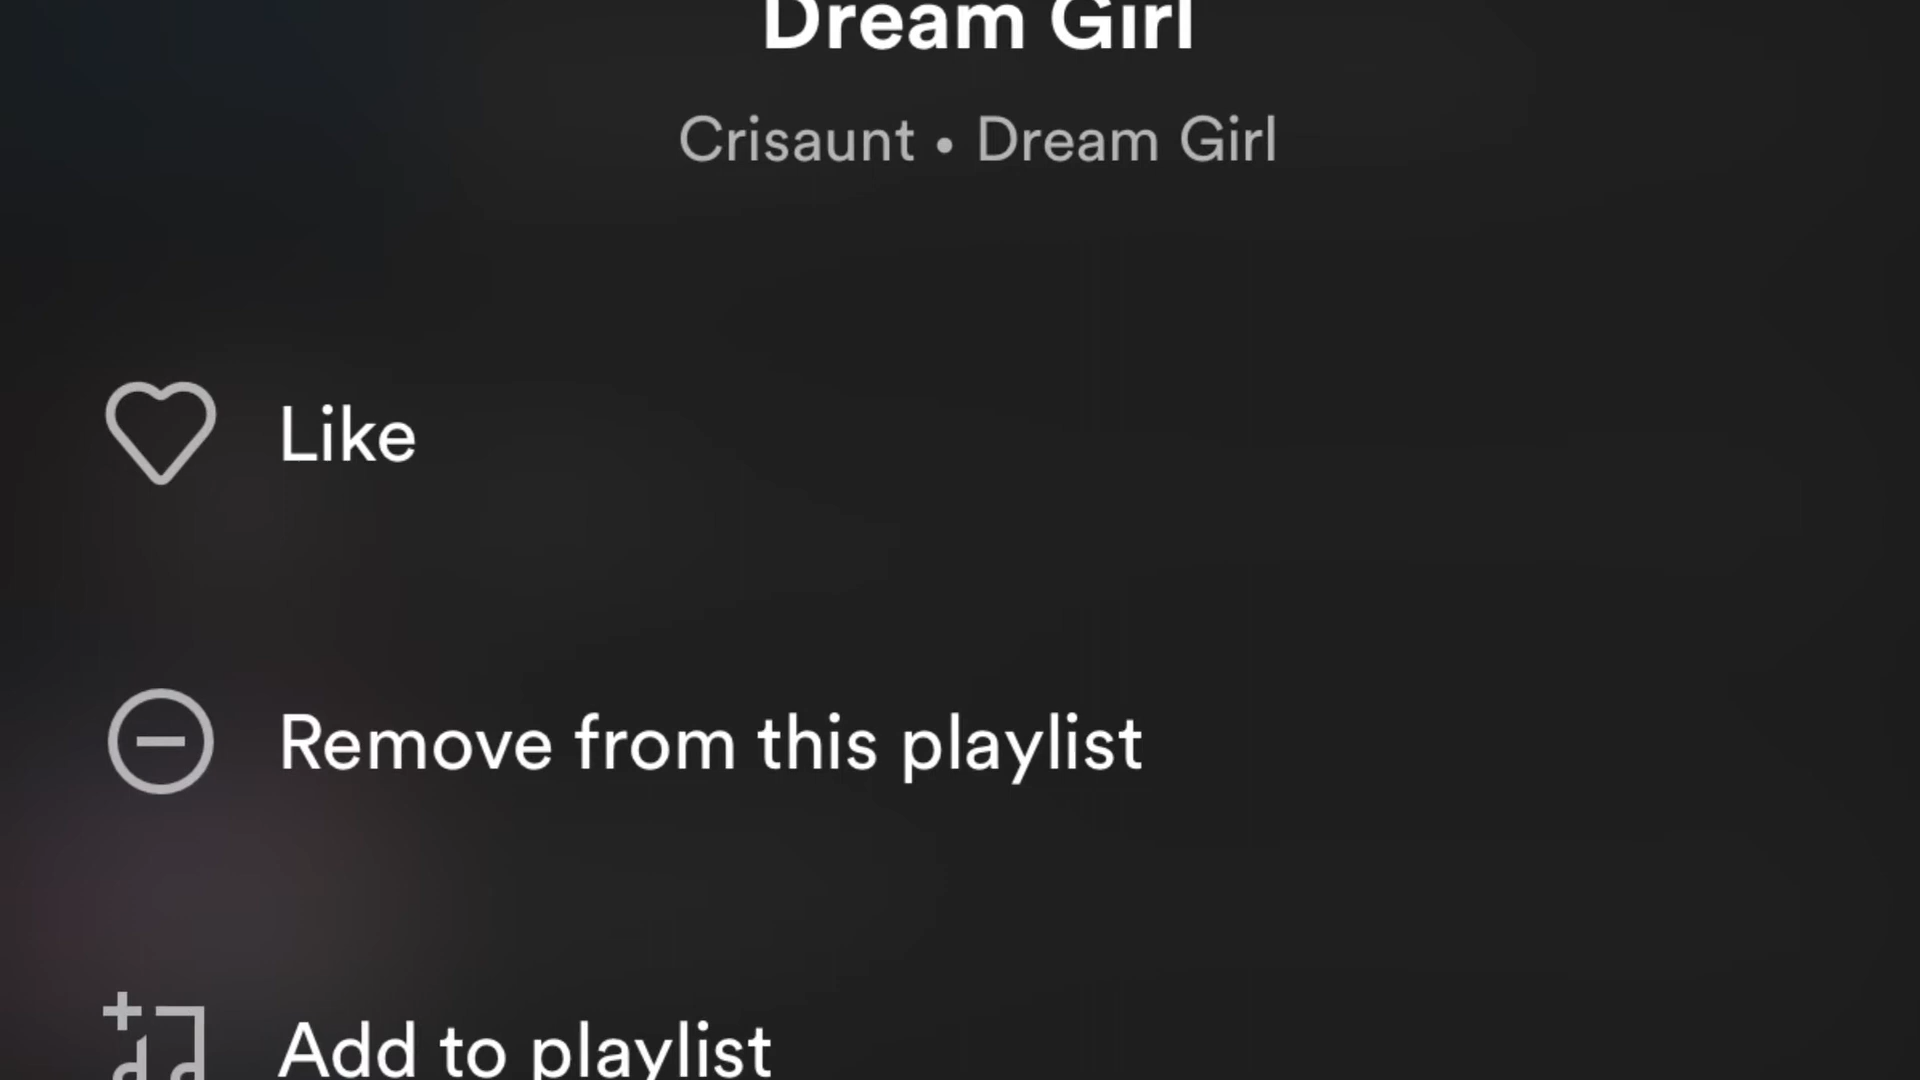 Dream Girl
Crisaunt • Dream Girl
Like
Remove from this playlist
Add to playlist